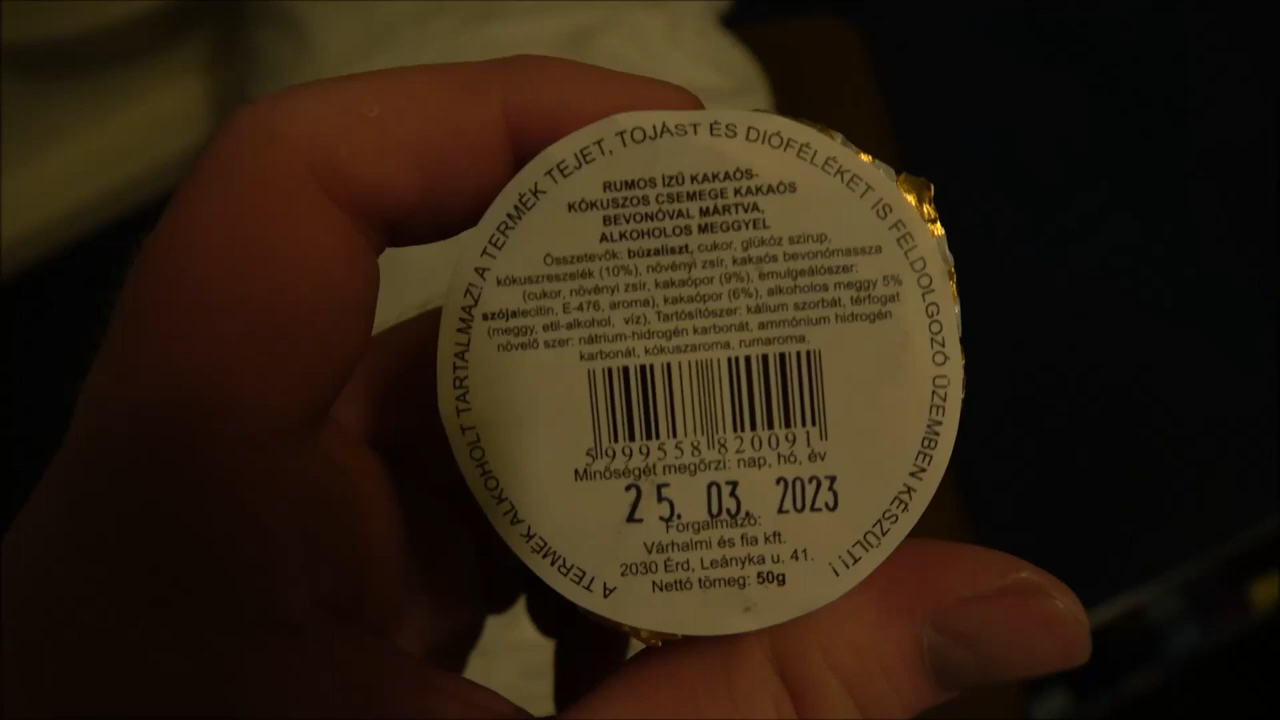 A TERMÉK ALKOHOLT TARTALMAZ! A TERMÉK TEJET, TOJÁST ÉS DIÓFÉLÉKET IS FELDOLGOZÓ ÜZEMBEN KÉSZÜLT!!
RUMOS ÍZŰ KAKAÓS-
KÓKUSZOS CSEMEGE KAKAÓS
BEVONÓVAL MÁRTVA,
ALKOHOLOS MEGGYEL
Összetevők: búzaliszt, cukor, glükóz szirup,
kókuszreszelék (10%), növényi zsír, kakaós bevonómassza
(cukor, növényi zsír, kakaópor (9%), emulgeálószer:
szójalecitin, E-476, aroma), kakaópor (6%), alkoholos meggy 5%
(meggy, etil-alkohol, víz), Tartósítószer: kálium szorbát, térfogat
növelő szer: nátrium-hidrogén karbonát, ammónium hidrogén
karbonát, kókuszaroma, rumaroma,
5 999558 820091
Minőségét megőrzi: nap, hó, év
25. 03. 2023
Forgalmazó:
Várhalmi és fia kft.
2030 Érd, Leányka u. 41.
Nettó tömeg: 50g